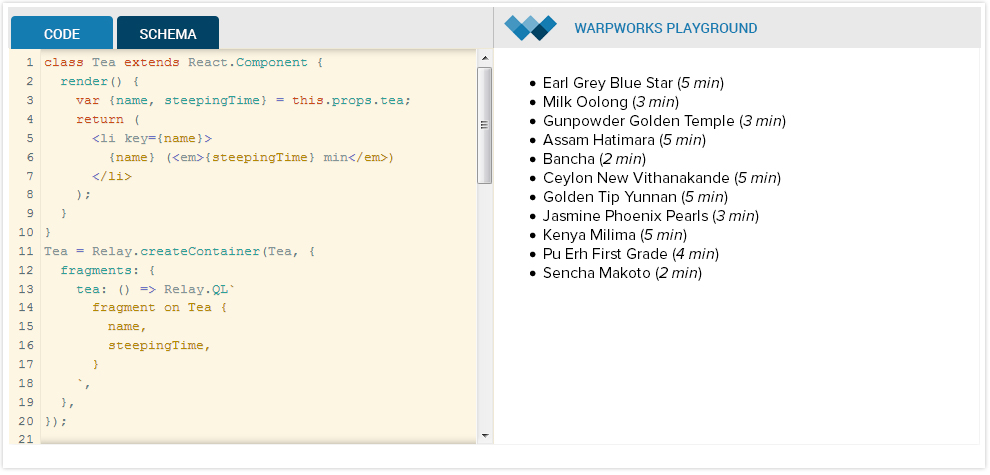 CODE
SCHEMA
1 class Tea extends React.Component {
2   render() {
3     var {name, steepingTime} = this.props.tea;
4     return (
5       <li key={name}>
6         {name} (<em>{steepingTime} min</em>)
7       </li>
8     );
9   }
10 }
11 Tea = Relay.createContainer(Tea, {
12   fragments: {
13     tea: () => Relay.QL`
14       fragment on Tea {
15         name,
16         steepingTime,
17       }
18     `,
19   },
20 });
21
WARPWORKS PLAYGROUND
• Earl Grey Blue Star (5 min)
• Milk Oolong (3 min)
• Gunpowder Golden Temple (3 min)
• Assam Hatimara (5 min)
• Bancha (2 min)
• Ceylon New Vithanakande (5 min)
• Golden Tip Yunnan (5 min)
• Jasmine Phoenix Pearls (3 min)
• Kenya Milima (5 min)
• Pu Erh First Grade (4 min)
• Sencha Makoto (2 min)